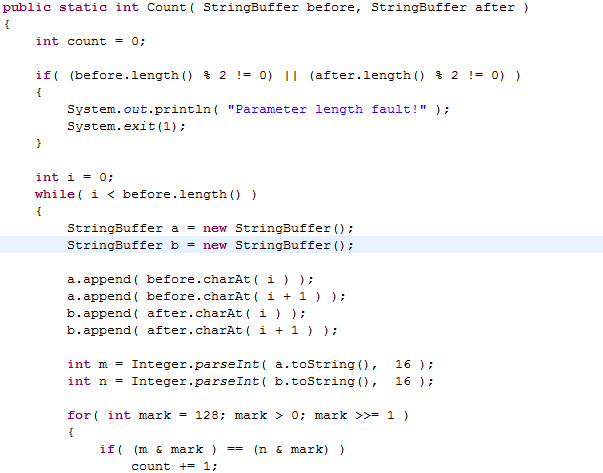 public static int Count( StringBuffer before, StringBuffer after )
{
int count = 0;
if( (before.length() % 2 != 0) || (after.length() % 2 != 0) )
{
System.out.println( "Parameter length fault!" );
System.exit(1);
}
int i = 0;
while( i < before.length() )
{
StringBuffer a = new StringBuffer();
StringBuffer b = new StringBuffer();
a.append( before.charAt( i ) );
a.append( before.charAt( i + 1 ) );
b.append( after.charAt( i ) );
b.append( after.charAt( i + 1 ) );
int m = Integer.parseInt( a.toString(), 16 );
int n = Integer.parseInt( b.toString(), 16 );
for( int mark = 128; mark > 0; mark >>= 1 )
{
if( (m & mark ) == (n & mark) )
count += 1;